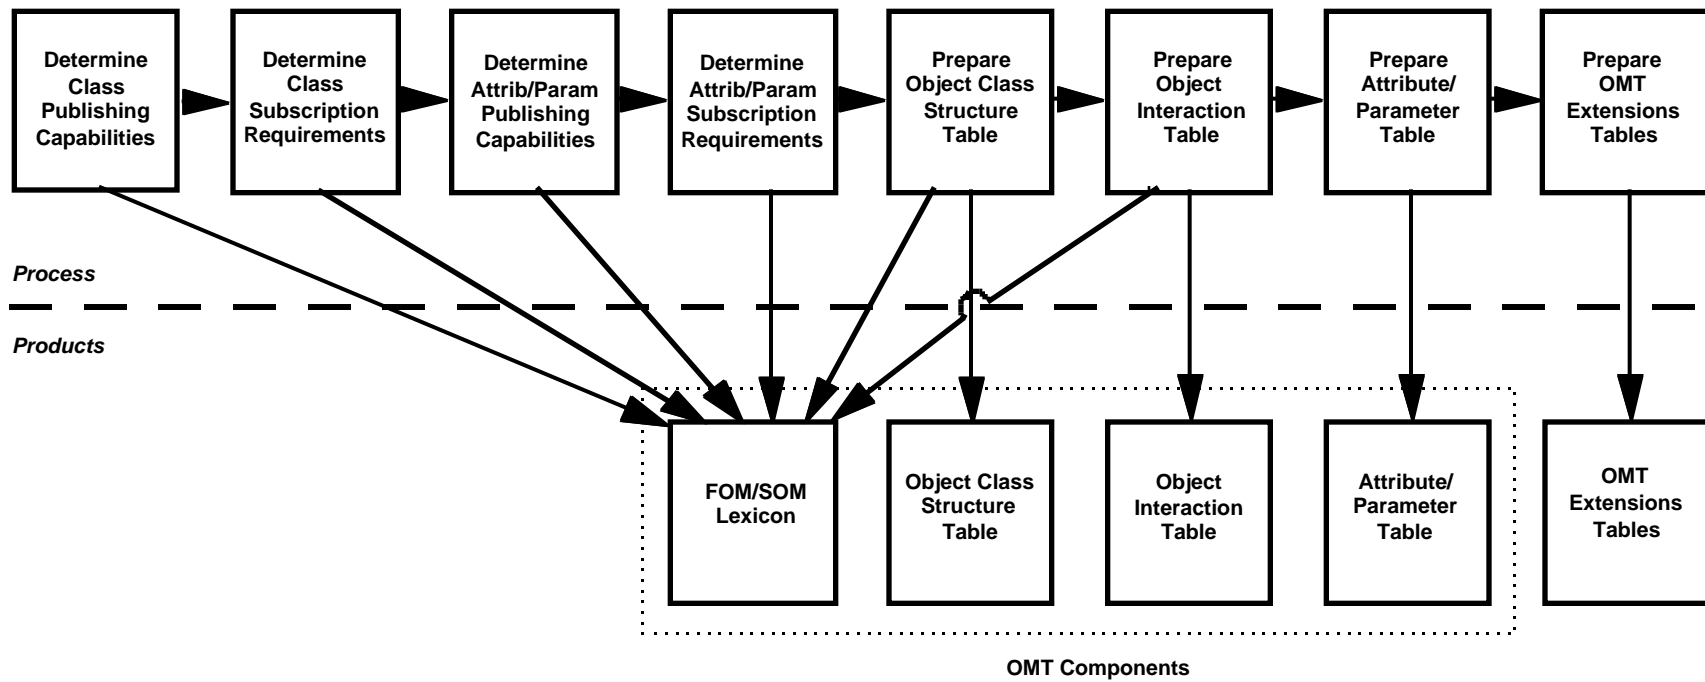 Determine
Class
Publishing
Capabilities
Determine
Class
Subscription
Requirements
Determine
Attrib/Param
Publishing
Capabilities
Determine
Attrib/Param
Subscription
Requirements
Prepare
Object Class
Structure
Table
Prepare
Object
Interaction
Table
Prepare
Attribute/
Parameter
Table
Prepare
OMT
Extensions
Tables
Process
Products
FOM/SOM
Lexicon
Object Class
Structure
Table
Object
Interaction
Table
Attribute/
Parameter
Table
OMT
Extensions
Tables
OMT Components